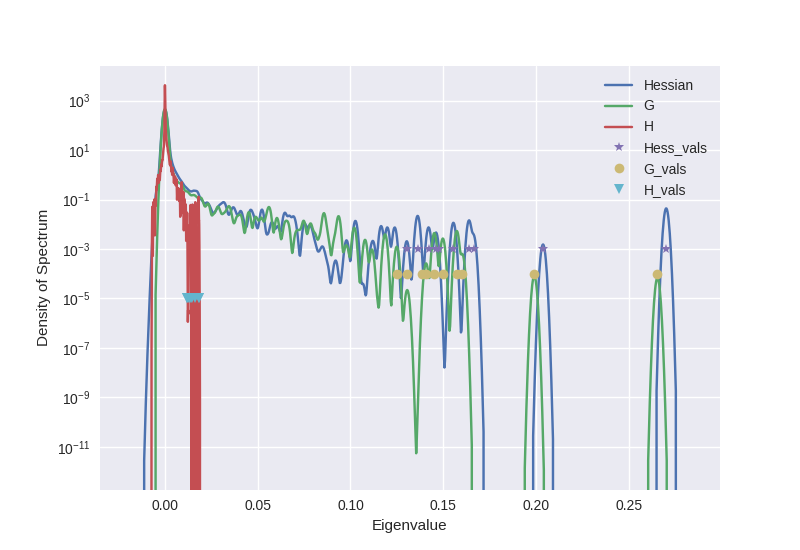 Hessian
G
H
Hess_vals
G_vals
H_vals
10³
10¹
10⁻¹
10⁻³
10⁻⁵
10⁻⁷
10⁻⁹
10⁻¹¹
Density of Spectrum
0.00 0.05 0.10 0.15 0.20 0.25
Eigenvalue